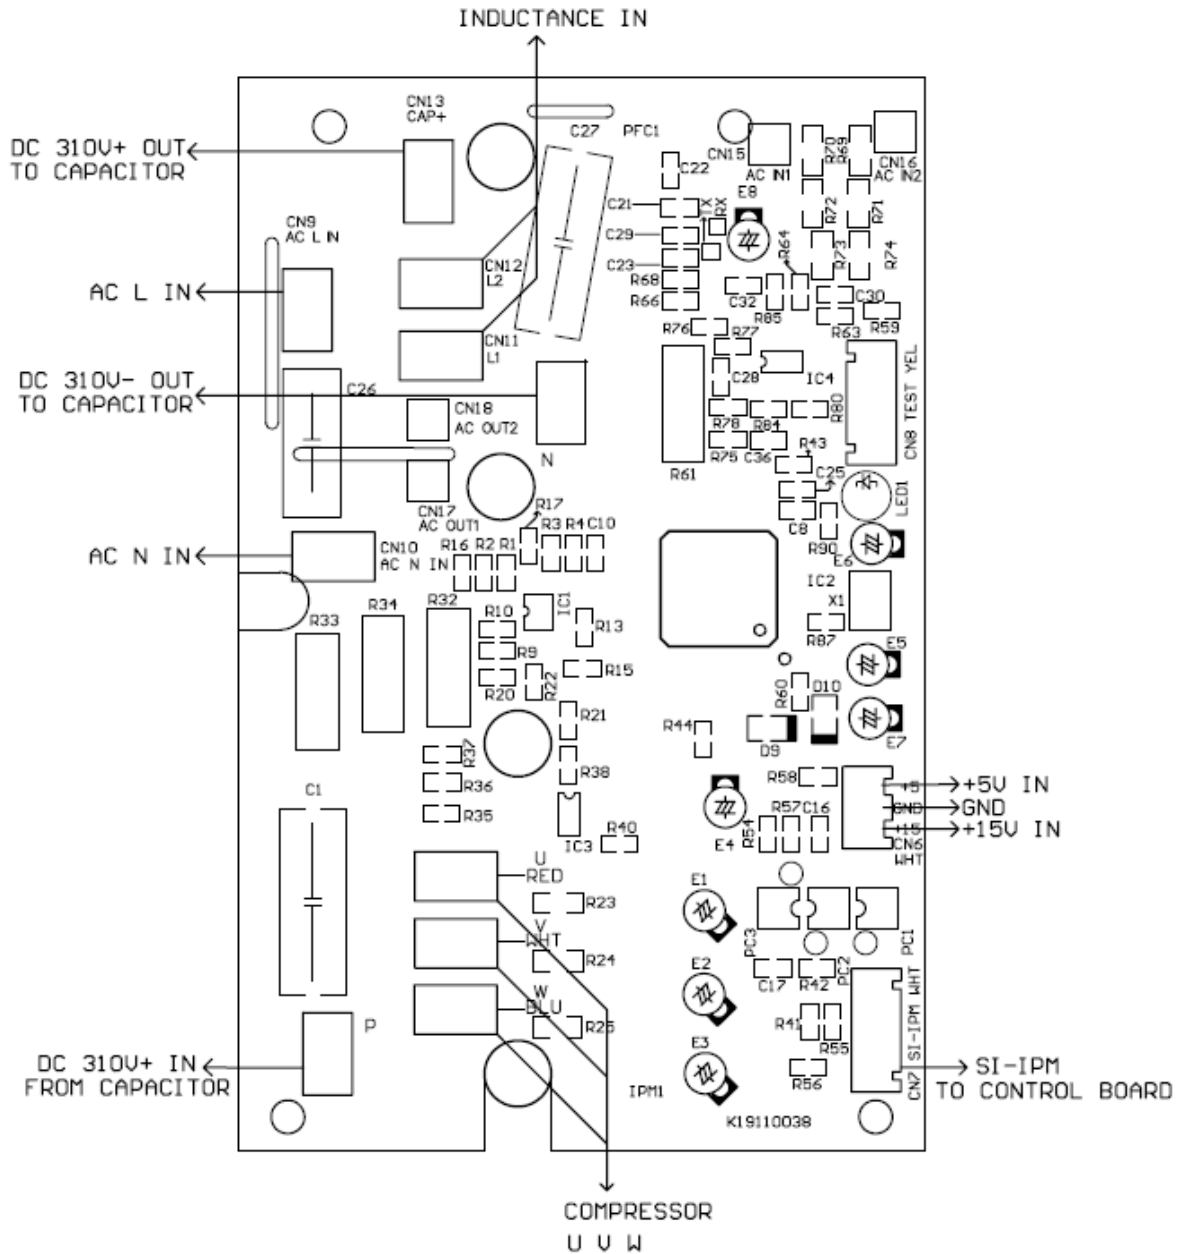 INDUCTANCE IN
CN13
CAP+
C27
PFC1
DC 310V+ OUT
TO CAPACITOR
CN15
AC IN1
R70
R69
CN16
AC IN2
C22
E8
C21
TX
RX
R72
R71
CN9
AC L IN
C29
C23
R64
R73
R74
CN12
L2
R68
R66
C32
R85
C30
R63
R59
AC L IN
R76
R77
CN11
L1
IC4
C28
DC 310V- OUT
TO CAPACITOR
C26
CN18
AC OUT2
R78
R84
R80
CN8 TEST YEL
R75
C36
R43
N
R61
C25
LED1
CN17
AC OUT1
R17
C8
R90
E6
AC N IN
CN10
AC N IN
R16
R2
R1
R3
R4
C10
IC2
X1
R33
R34
R32
R10
IC1
R13
R87
E5
R9
R20
R22
R15
R60
D10
R21
R44
D9
E7
R37
R36
R38
R58
+5
+5V IN
GND
GND
+15
+15V IN
CN6
WHT
C1
R35
IC3
R40
E4
R54
R57
C16
U
RED
R23
E1
V
WHT
R24
PC3
PC2
PC1
E2
C17
R42
W
BLU
R25
R41
R55
CN7 SI-IPM WHT
P
E3
R56
DC 310V+ IN
FROM CAPACITOR
SI-IPM
TO CONTROL BOARD
IPM1
K19110038
COMPRESSOR
U V W